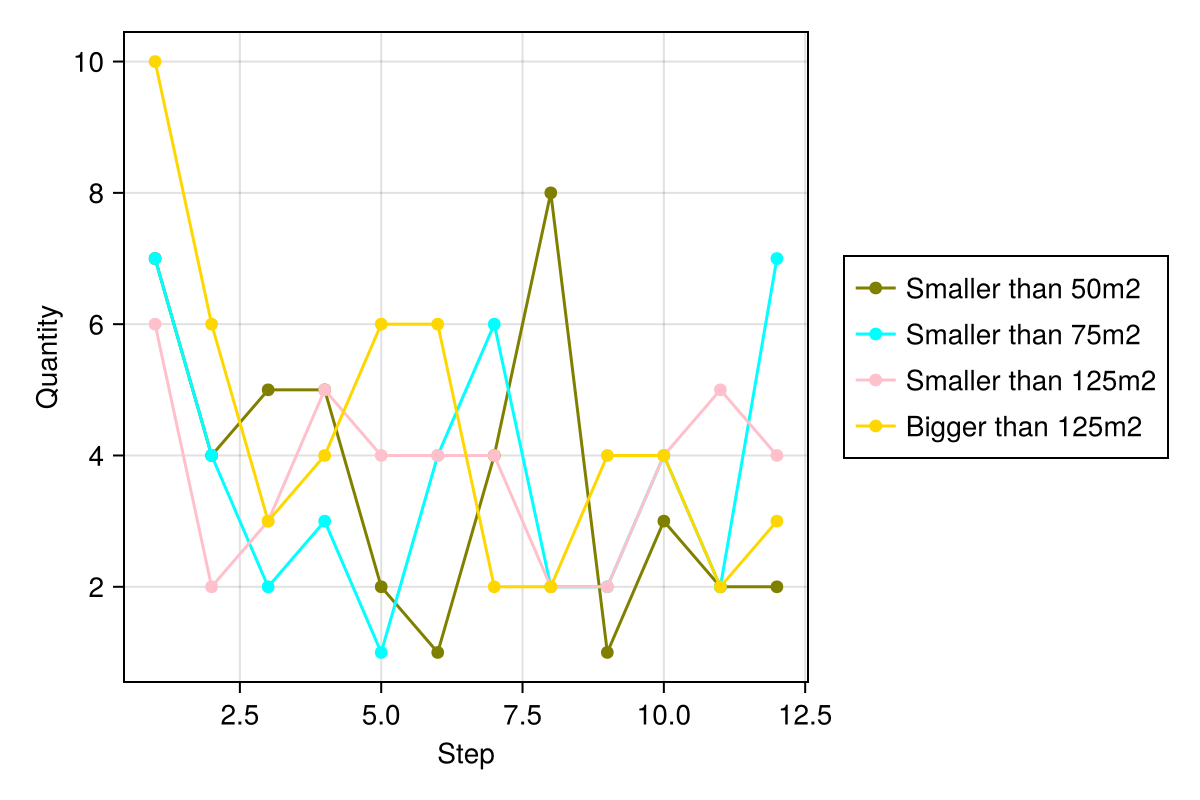 10
8
6
4
2
Quantity
2.5 5.0 7.5 10.0 12.5
Step
Smaller than 50m2
Smaller than 75m2
Smaller than 125m2
Bigger than 125m2